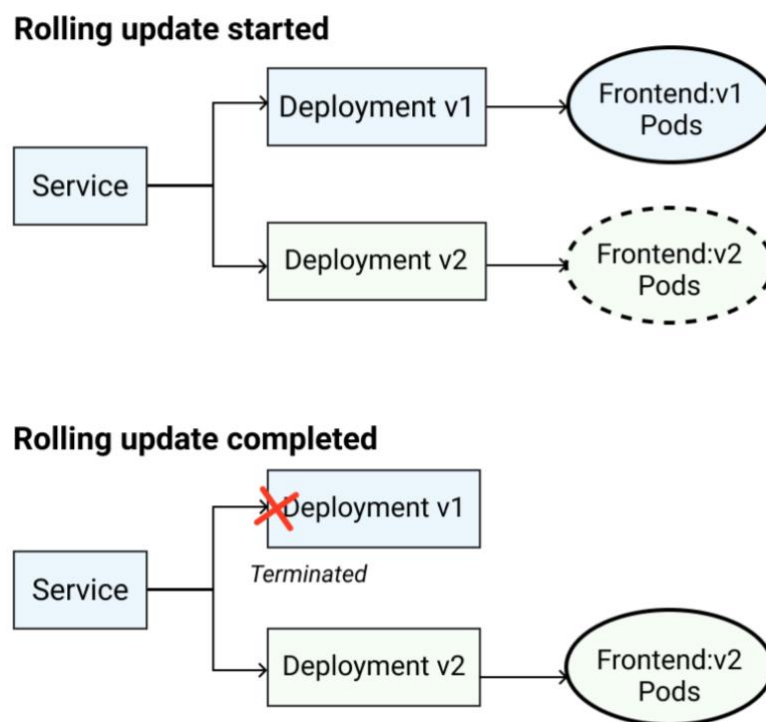 Rolling update started
Deployment v1
Frontend:v1
Pods
Service
Deployment v2
Frontend:v2
Pods
Rolling update completed
Deployment v1
Terminated
Service
Deployment v2
Frontend:v2
Pods